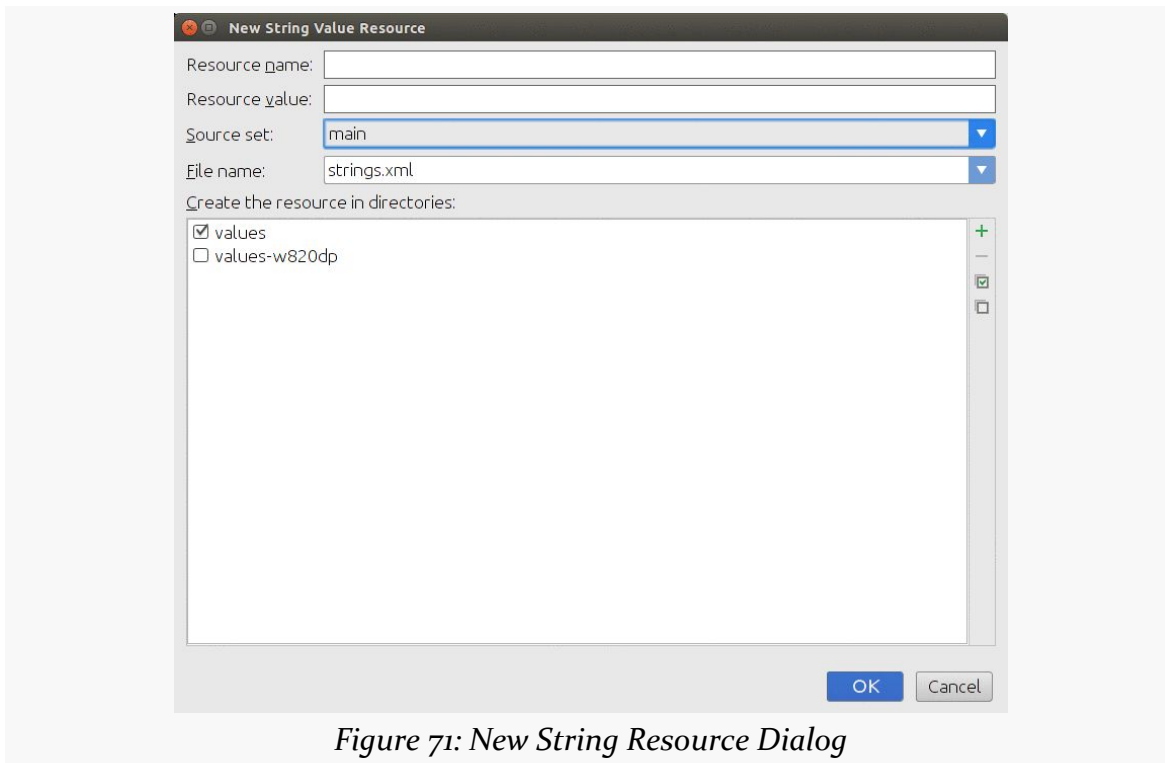 New String Value Resource
Resource name:
Resource value:
Source set: main
File name: strings.xml
Create the resource in directories:
values
values-w820dp
OK Cancel
Figure 71: New String Resource Dialog